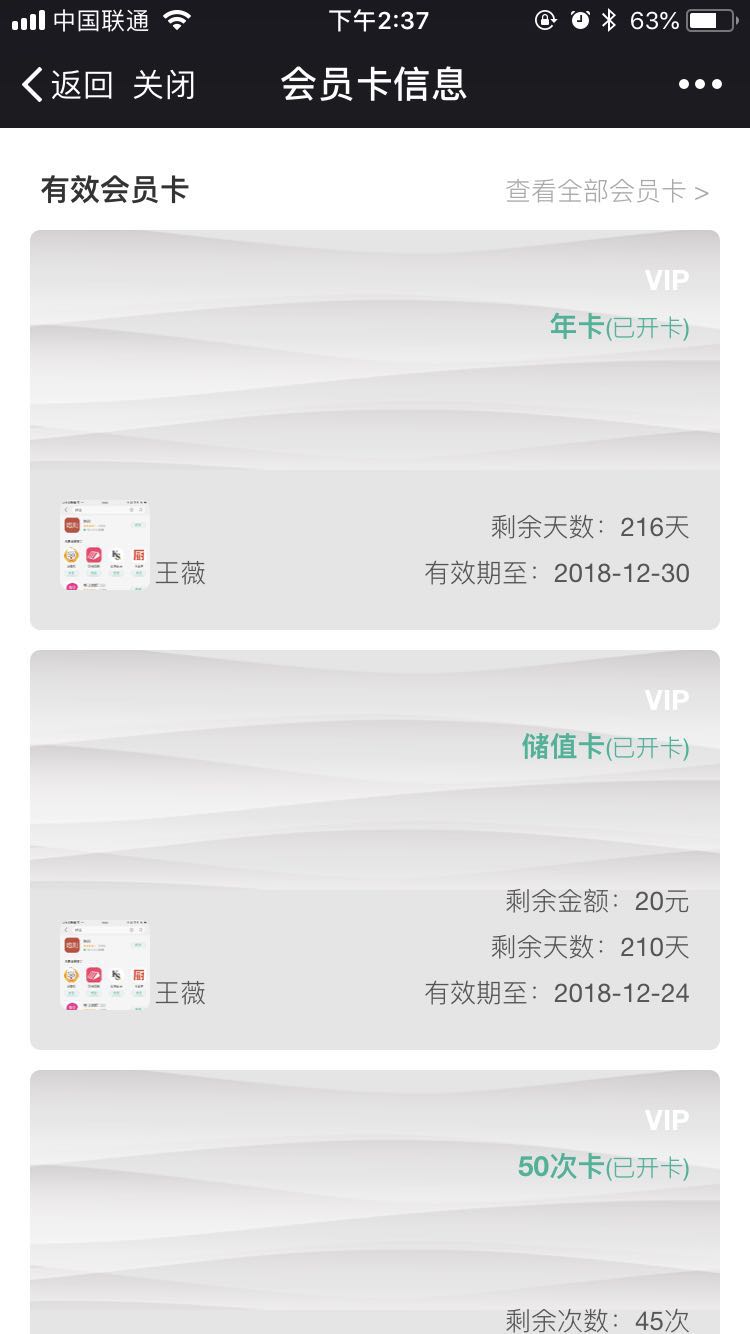 中国联通 下午2:37 63%
返回 关闭 会员卡信息
有效会员卡 查看全部会员卡 >
VIP
年卡(已开卡)
剩余天数：216天
王薇 有效期至：2018-12-30
VIP
储值卡(已开卡)
剩余金额：20元
剩余天数：210天
王薇 有效期至：2018-12-24
VIP
50次卡(已开卡)
剩余次数：45次